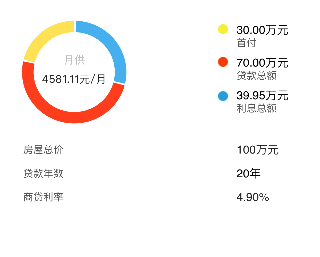 月供
4581.11元/月
30.00万元
首付
70.00万元
贷款总额
39.95万元
利息总额
房屋总价 100万元
贷款年数 20年
商贷利率 4.90%